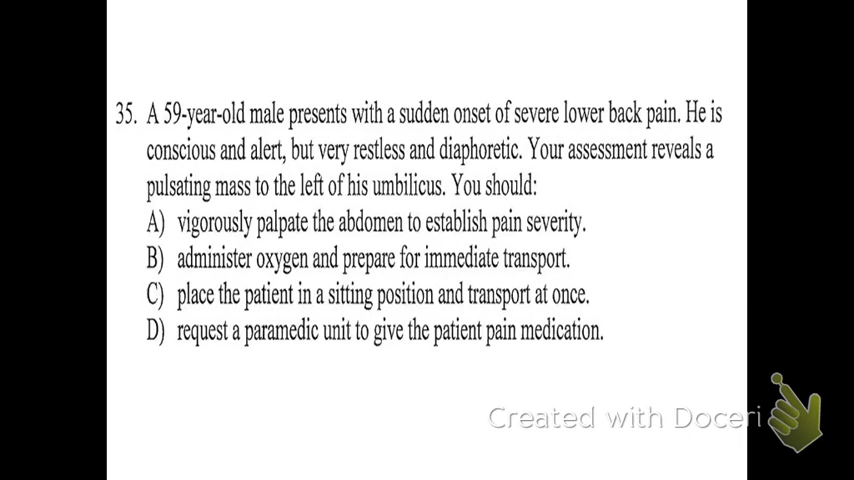 35. A 59-year-old male presents with a sudden onset of severe lower back pain. He is
conscious and alert, but very restless and diaphoretic. Your assessment reveals a
pulsating mass to the left of his umbilicus. You should:
A) vigorously palpate the abdomen to establish pain severity.
B) administer oxygen and prepare for immediate transport.
C) place the patient in a sitting position and transport at once.
D) request a paramedic unit to give the patient pain medication.
Created with Doceri